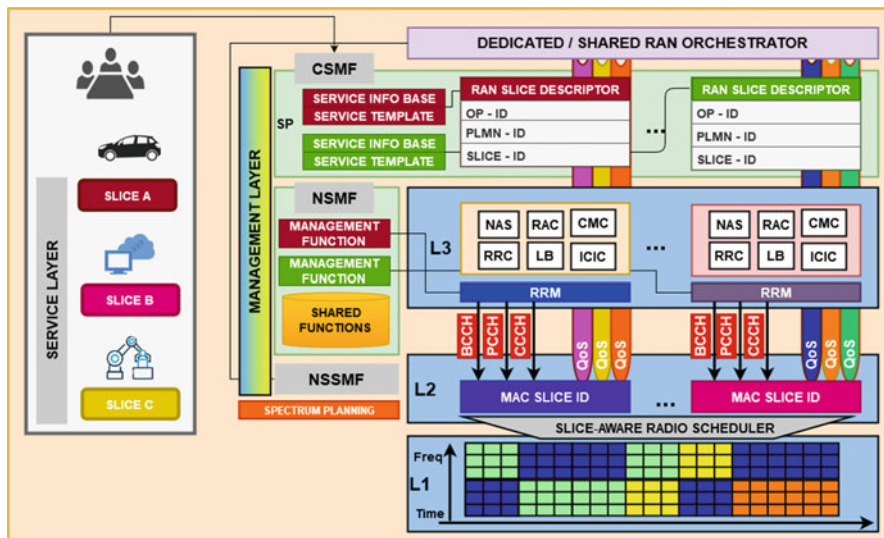 DEDICATED / SHARED RAN ORCHESTRATOR
CSMF
SP
SERVICE INFO BASE
SERVICE TEMPLATE
SERVICE INFO BASE
SERVICE TEMPLATE
RAN SLICE DESCRIPTOR
OP - ID
PLMN - ID
SLICE - ID
...
RAN SLICE DESCRIPTOR
OP - ID
PLMN - ID
SLICE - ID
SERVICE LAYER
SLICE A
SLICE B
SLICE C
MANAGEMENT LAYER
NSMF
MANAGEMENT
FUNCTION
MANAGEMENT
FUNCTION
SHARED
FUNCTIONS
NSSMF
SPECTRUM PLANNING
L3
NAS RAC CMC
RRC LB ICIC
RRM
...
NAS RAC CMC
RRC LB ICIC
RRM
BCCH
PCCH
CCCH
QoS
QoS
QoS
BCCH
PCCH
CCCH
QoS
QoS
QoS
L2
MAC SLICE ID
...
MAC SLICE ID
SLICE-AWARE RADIO SCHEDULER
Freq
L1
Time